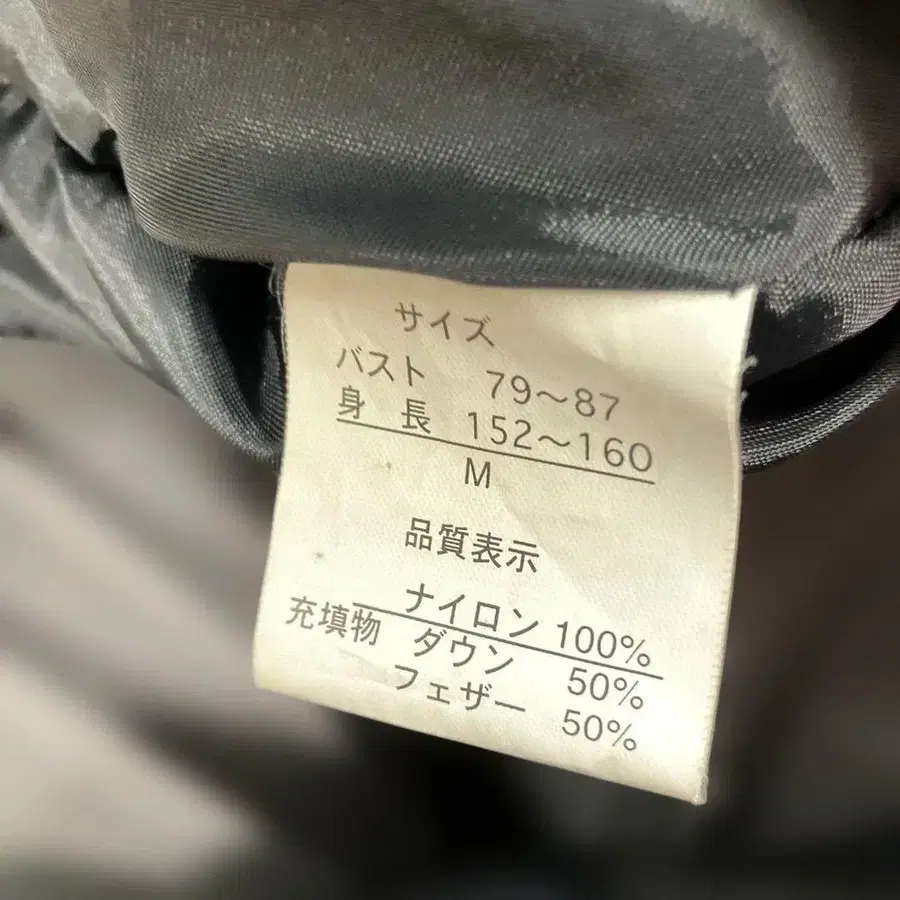 サイズ
バスト 79～87
身 長 152～160
M
品質表示
ナイロン 100%
充填物 ダウン 50%
フェザー 50%